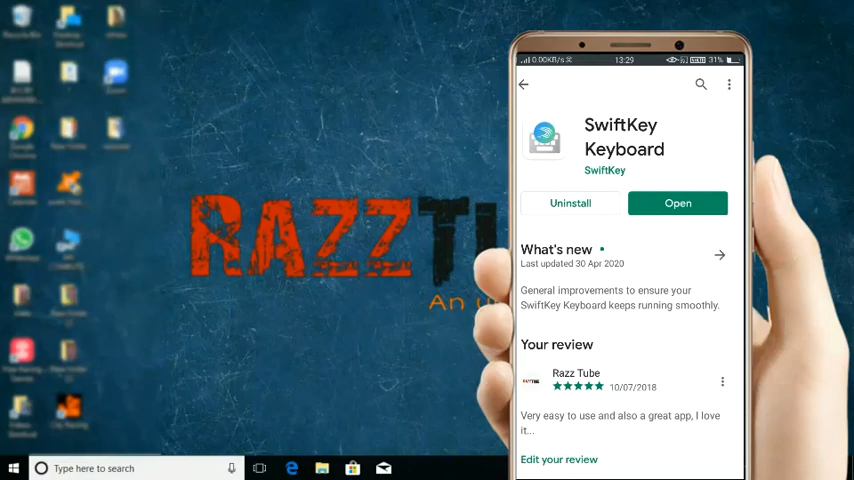 RAZZTU
An u
Type here to search
0.00KB/s
13:29
31%
SwiftKey
Keyboard
SwiftKey
Uninstall
Open
What's new
Last updated 30 Apr 2020
General improvements to ensure your
SwiftKey Keyboard keeps running smoothly.
Your review
Razz Tube
10/07/2018
Very easy to use and also a great app, I love
it...
Edit your review